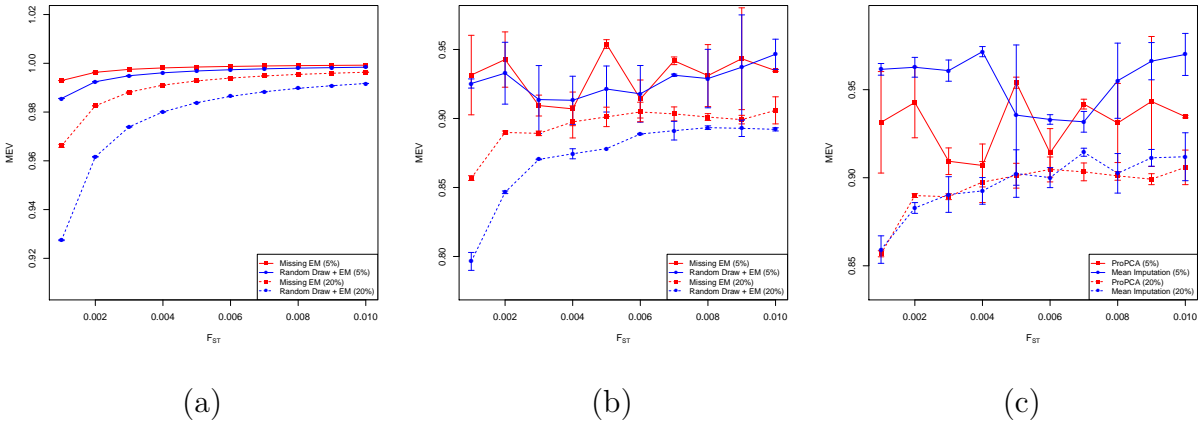 1.02
1.00
0.98
0.96
0.94
0.92
MEV
0.002
0.004
0.006
0.008
0.010
F_ST
Missing EM (5%)
Random Draw + EM (5%)
Missing EM (20%)
Random Draw + EM (20%)
(a)
0.95
0.90
0.85
0.80
MEV
0.002
0.004
0.006
0.008
0.010
F_ST
Missing EM (5%)
Random Draw + EM (5%)
Missing EM (20%)
Random Draw + EM (20%)
(b)
0.95
0.90
0.85
MEV
0.002
0.004
0.006
0.008
0.010
F_ST
ProPCA (5%)
Mean Imputation (5%)
ProPCA (20%)
Mean Imputation (20%)
(c)